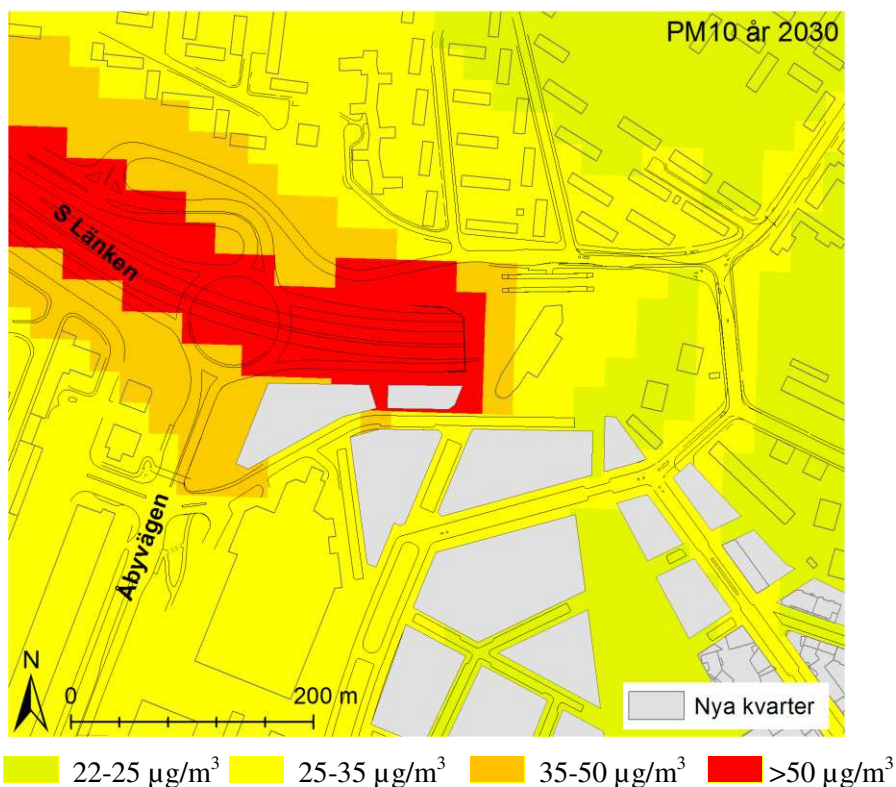 PM10 år 2030
S Länken
Åbyvägen
N
0 200 m
Nya kvarter
22-25 µg/m³ 25-35 µg/m³ 35-50 µg/m³ >50 µg/m³